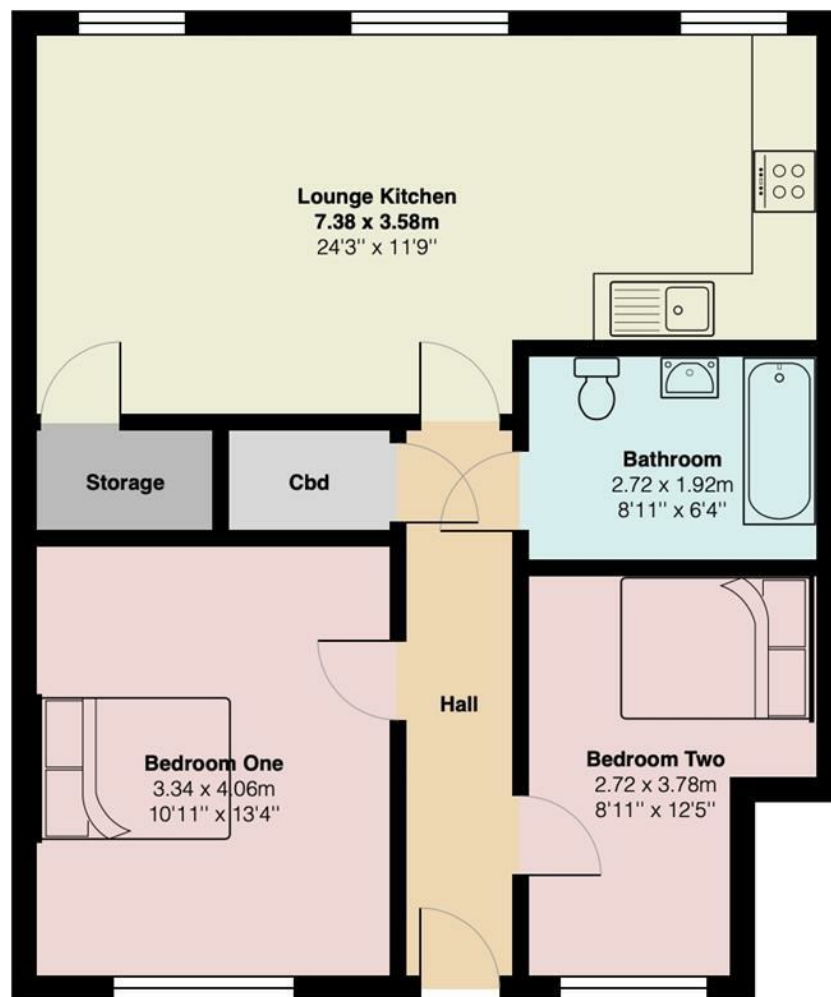 Lounge Kitchen
7.38 x 3.58m
24'3'' x 11'9''
Storage
Cbd
Bathroom
2.72 x 1.92m
8'11'' x 6'4''
Hall
Bedroom One
3.34 x 4.06m
10'11'' x 13'4''
Bedroom Two
2.72 x 3.78m
8'11'' x 12'5''